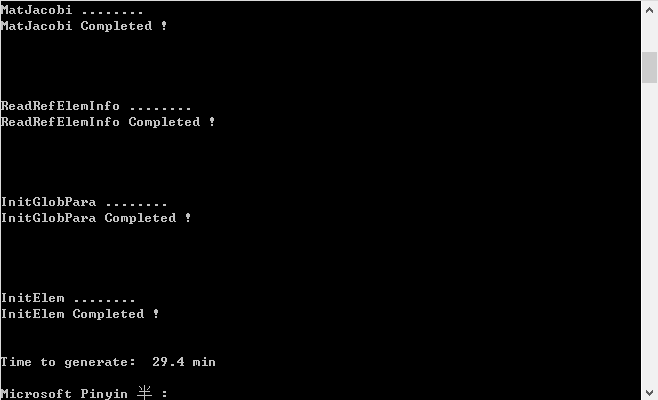 MatJacobi ........
MatJacobi Completed !
ReadRefElemInfo ........
ReadRefElemInfo Completed !
InitGlobPara ........
InitGlobPara Completed !
InitElem ........
InitElem Completed !
Time to generate:  29.4 min
Microsoft Pinyin 半 :